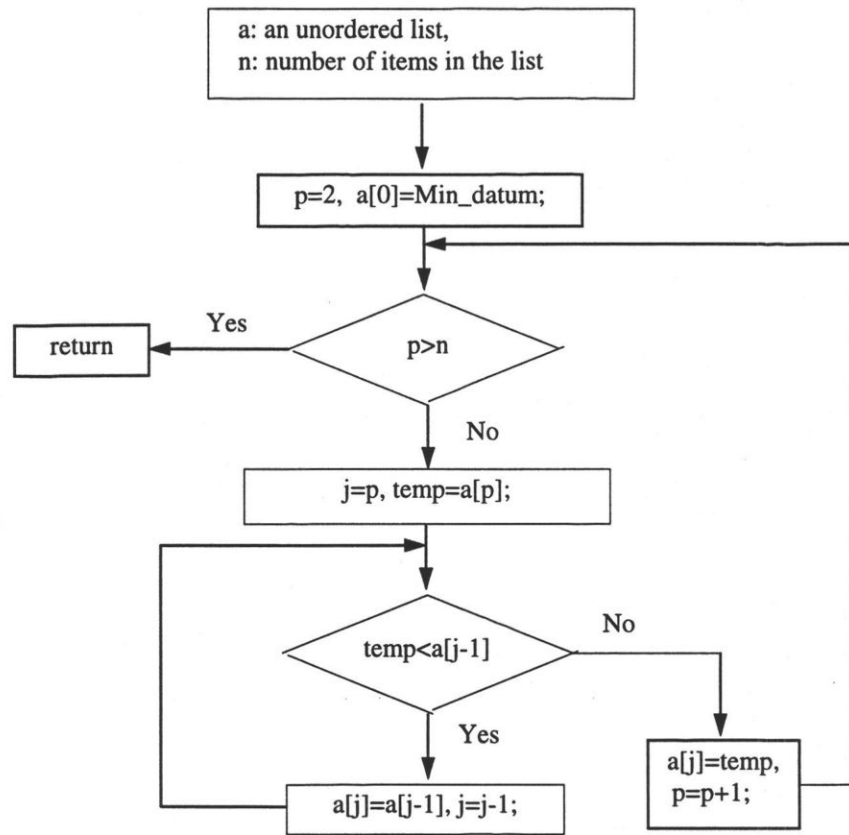 a: an unordered list,
n: number of items in the list
p=2, a[0]=Min_datum;
Yes
return
p>n
No
j=p, temp=a[p];
temp<a[j-1]
No
Yes
a[j]=temp,
p=p+1;
a[j]=a[j-1], j=j-1;